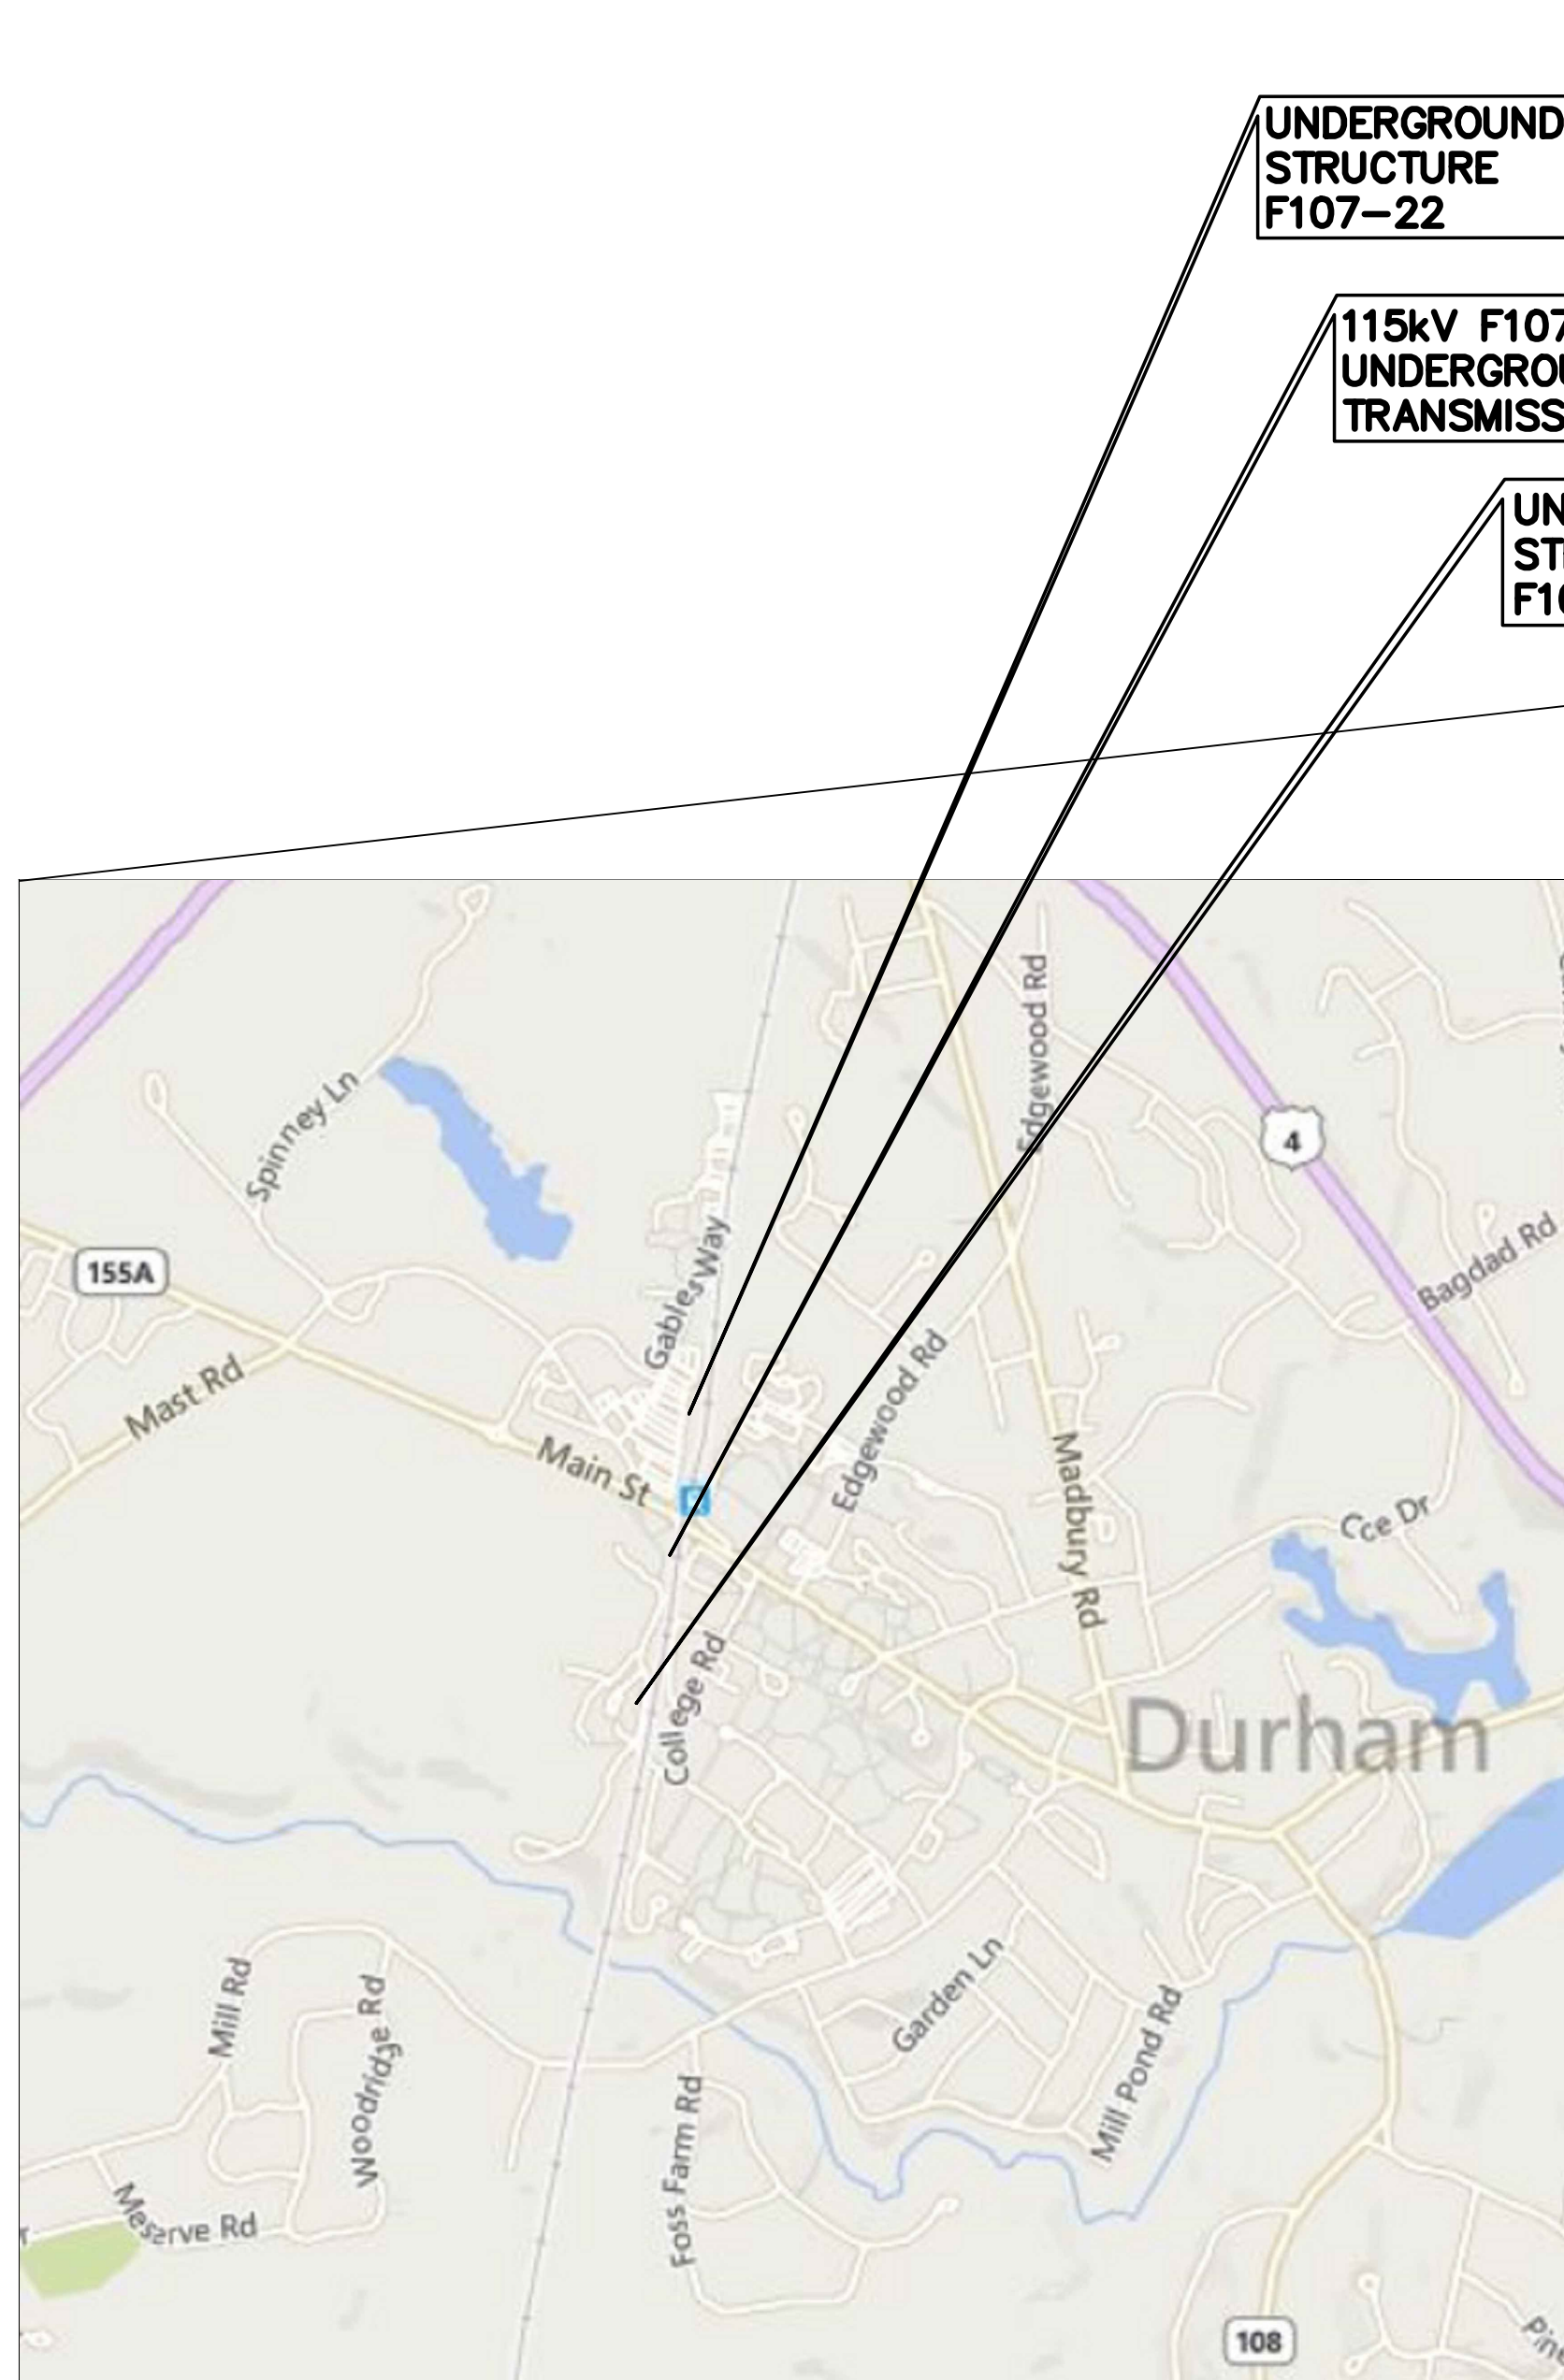 UNDERGROUND
STRUCTURE
F107-22
115kV F107
UNDERGROU
TRANSMISS
UN
ST
F10
Edgewood Rd
Spinney Ln
4
155A
Gables Way
Bagdad Rd
Mast Rd
Main St
Edgewood Rd
Madbury Rd
Cce Dr
College Rd
Durham
Mill Rd
Woodridge Rd
Garden Ln
Mill Pond Rd
Foss Farm Rd
Meserve Rd
108
Pin